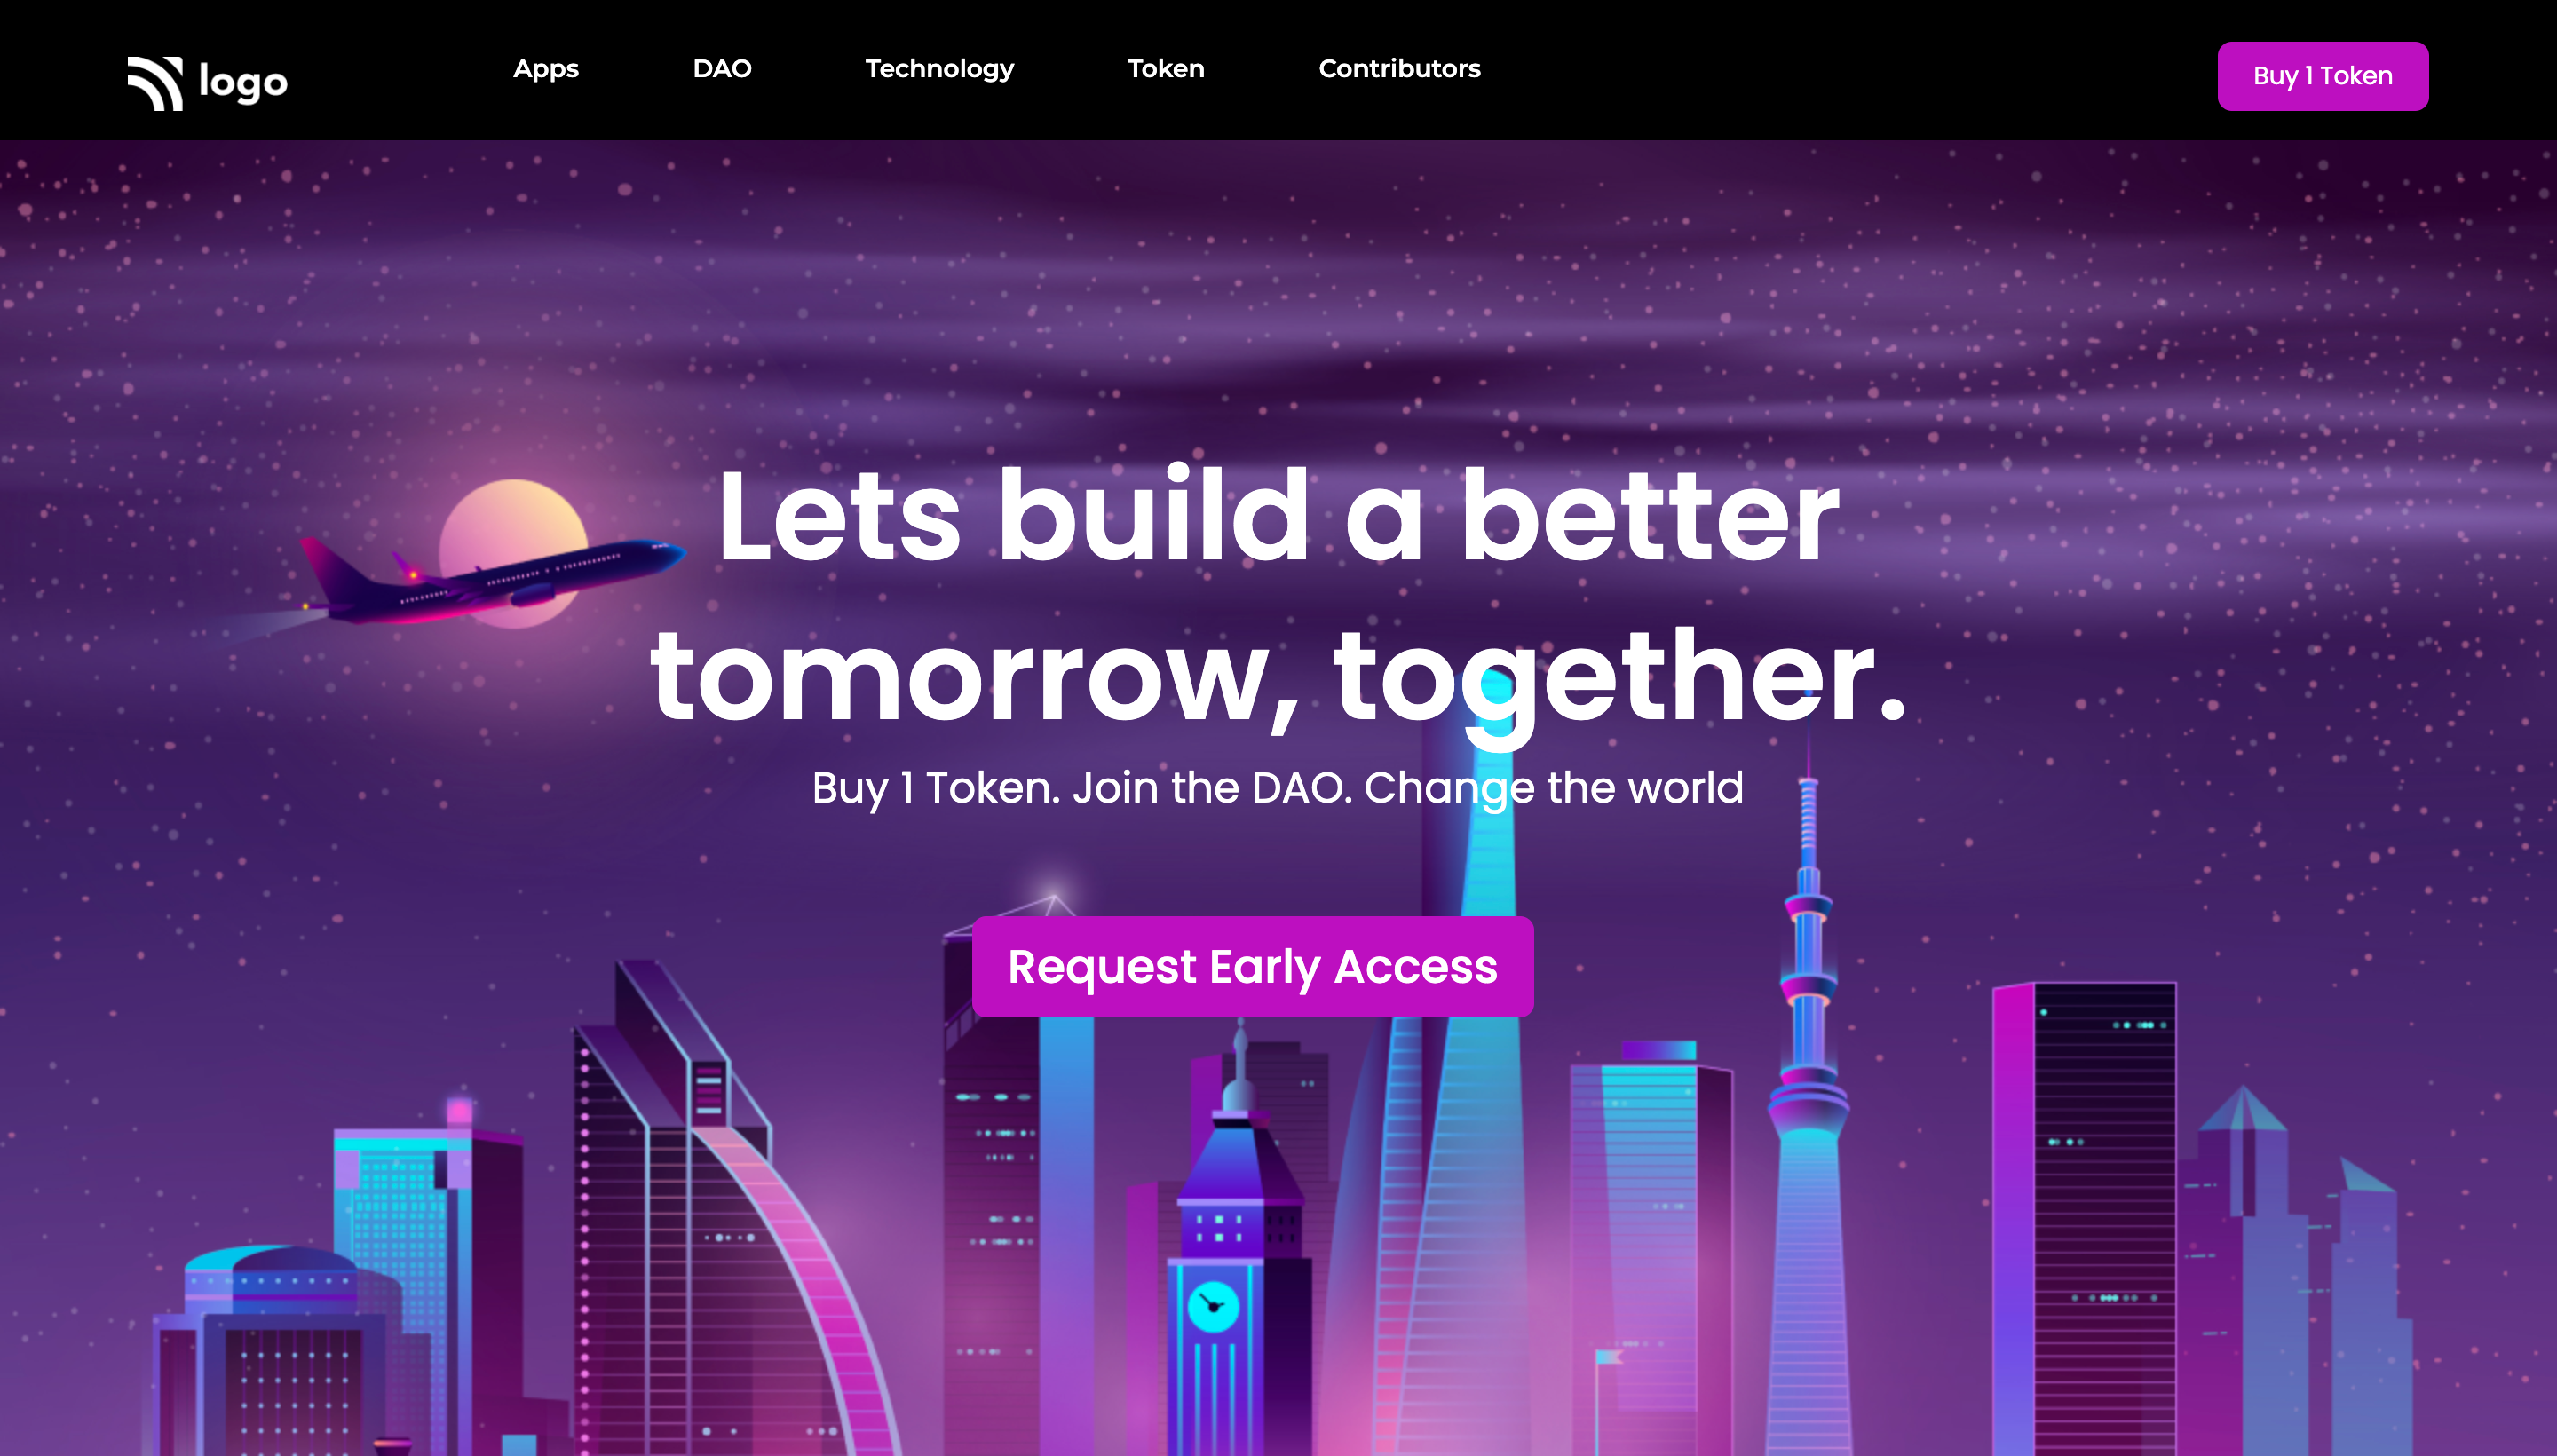 logo
Apps
DAO
Technology
Token
Contributors
Buy 1 Token
Lets build a better
tomorrow, together.
Buy 1 Token. Join the DAO. Change the world
Request Early Access